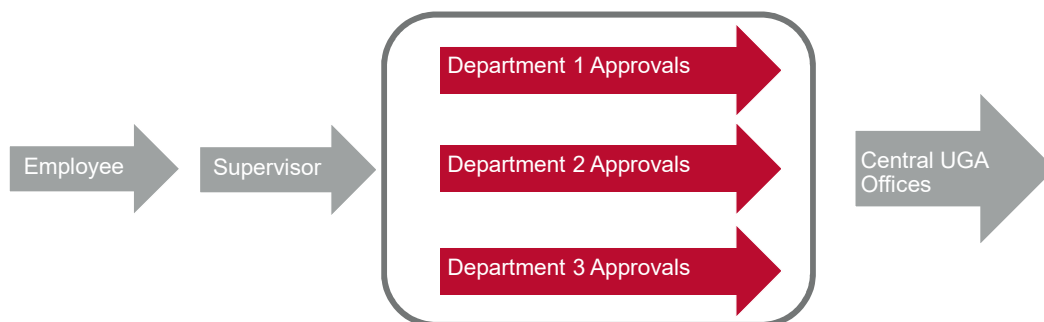 Employee
Supervisor
Department 1 Approvals
Department 2 Approvals
Department 3 Approvals
Central UGA
Offices